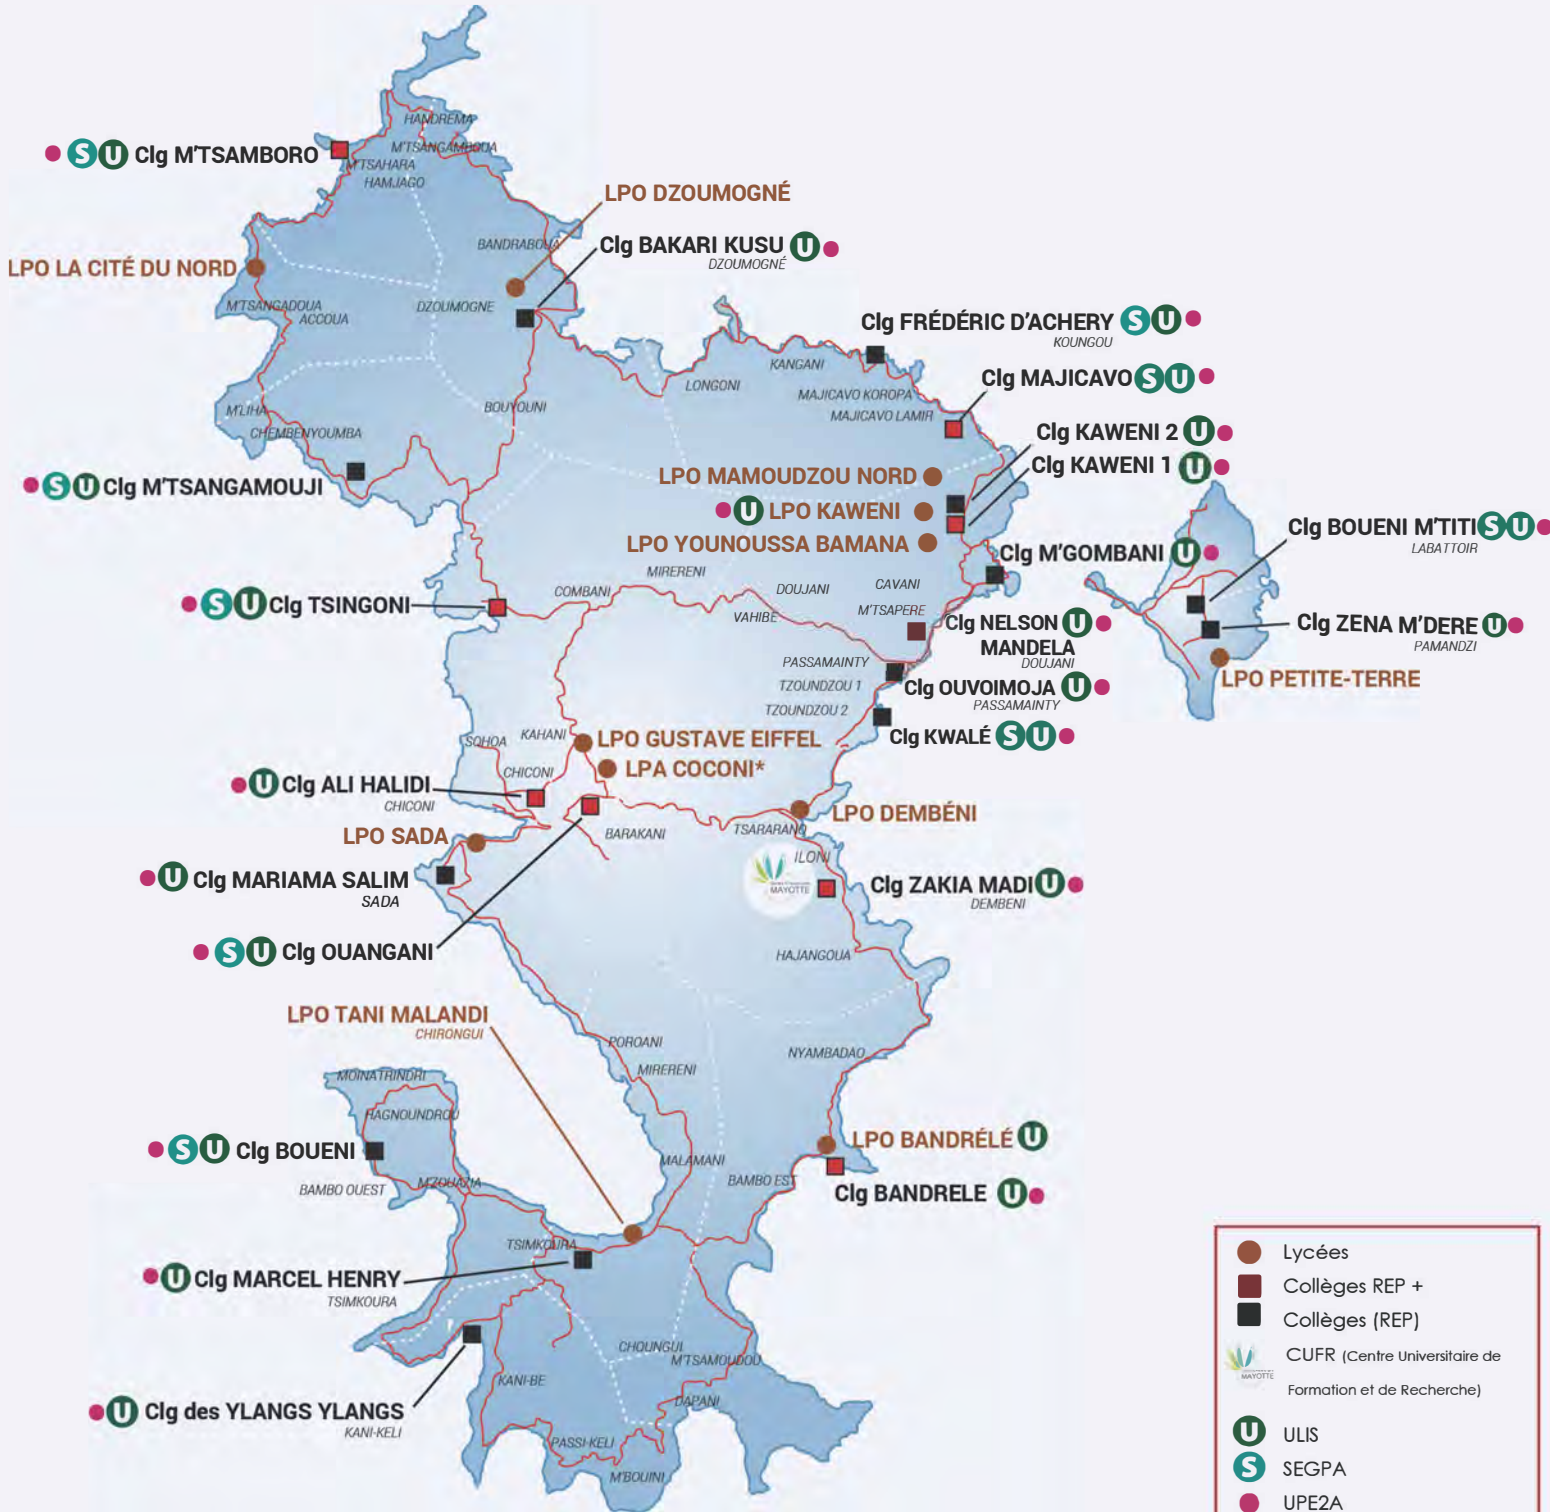 HANDREMA
M'TSANGAMBOUA
S U Clg M'TSAMBORO
M'TSAHARA
HAMJAGO
LPO DZOUMOGNÉ
BANDRABOUA
Clg BAKARI KUSU U
DZOUMOGNÉ
LPO LA CITÉ DU NORD
M'TSANGADOUA
ACCOUA
DZOUMOGNE
Clg FRÉDÉRIC D'ACHERY S U
KOUNGOU
KANGANI
LONGONI
Clg MAJICAVO S U
MAJICAVO KOROPA
MAJICAVO LAMIR
M'LIHA
BOUYOUNI
CHEMBENYOUMBA
Clg KAWENI 2 U
Clg KAWENI 1 U
LPO MAMOUDZOU NORD
S U Clg M'TSANGAMOUJI
U LPO KAWENI
LPO YOUNOUSSA BAMANA
Clg BOUENI M'TITI S U
LABATTOIR
Clg M'GOMBANI U
MIRERENI
COMBANI
DOUJANI
CAVANI
S U Clg TSINGONI
VAHIBE
M'TSAPERE
Clg NELSON U
MANDELA
DOUJANI
Clg ZENA M'DERE U
PAMANDZI
LPO PETITE-TERRE
PASSAMAINTY
TZOUNDZOU 1
Clg OUVOIMOJA U
PASSAMAINTY
TZOUNDZOU 2
Clg KWALÉ S U
SOHOA
KAHANI
LPO GUSTAVE EIFFEL
CHICONI
LPA COCONI*
U Clg ALI HALIDI
CHICONI
LPO DEMBÉNI
LPO SADA
BARAKANI
TSARARANO
ILONI
MAYOTTE
U Clg MARIAMA SALIM
SADA
Clg ZAKIA MADI U
DEMBENI
S U Clg OUANGANI
HAJANGOUA
LPO TANI MALANDI
CHIRONGUI
POROANI
MIRERENI
NYAMBADAO
MOINATRINDRI
HAGNOUNDROU
S U Clg BOUENI
BAMBO OUEST
M'ZOUAZIA
MALAMANI
BAMBO EST
LPO BANDRÉLÉ U
Clg BANDRELE U
TSIMKOURA
U Clg MARCEL HENRY
TSIMKOURA
CHOUNGUI
M'TSAMOUDOU
KANI-BE
DAPANI
U Clg des YLANGS YLANGS
KANI-KELI
PASSI-KELI
M'BOUINI
Lycées
Collèges REP +
Collèges (REP)
MAYOTTE
CUFR (Centre Universitaire de
Formation et de Recherche)
U ULIS
S SEGPA
UPE2A